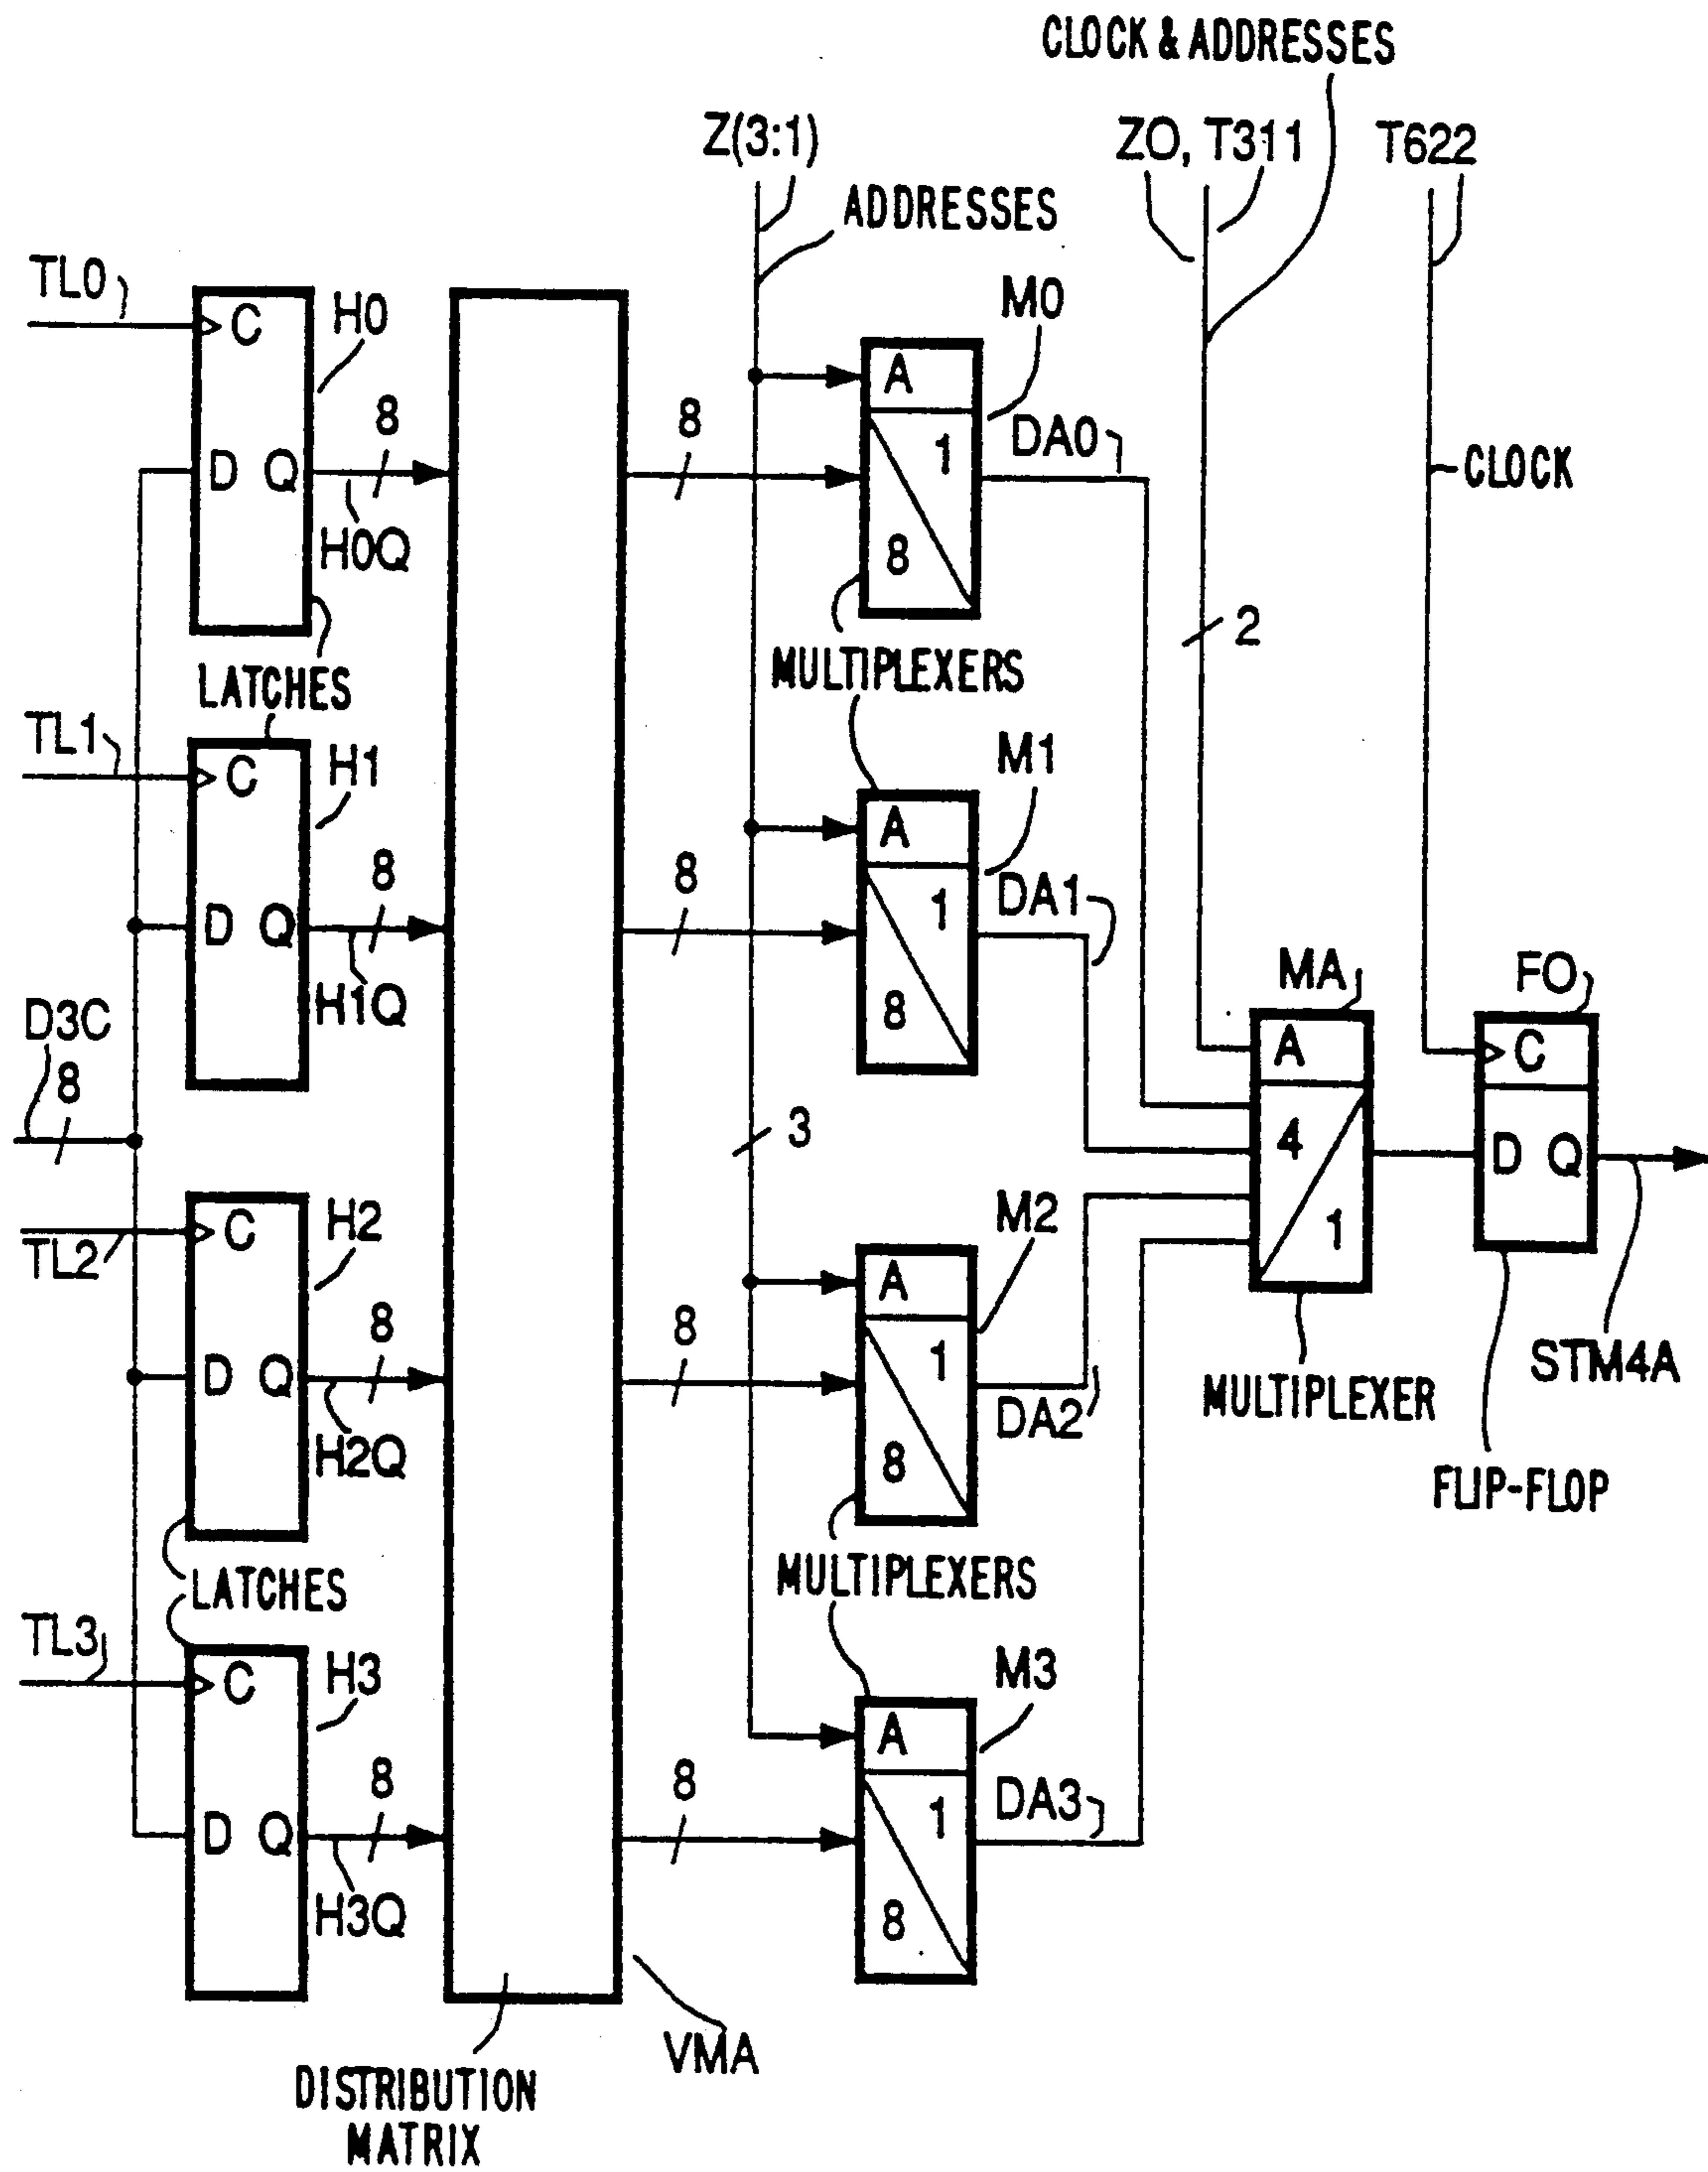 CLOCK & ADDRESSES
Z(3:1)
ZO, T311
T622
ADDRESSES
TL0
C
H0
8
D Q
H0Q
LATCHES
8
M0
A
1
8
DA0
CLOCK
2
MULTIPLEXERS
TL1
C
H1
8
D Q
H1Q
8
M1
A
1
8
DA1
D3C
8
3
MA
A
4
1
FO
C
D Q
STM4A
MULTIPLEXER
FLIP-FLOP
TL2
C
H2
8
D Q
H2Q
LATCHES
8
M2
A
1
8
DA2
MULTIPLEXERS
TL3
C
H3
8
D Q
H3Q
8
M3
A
1
8
DA3
VMA
DISTRIBUTION
MATRIX